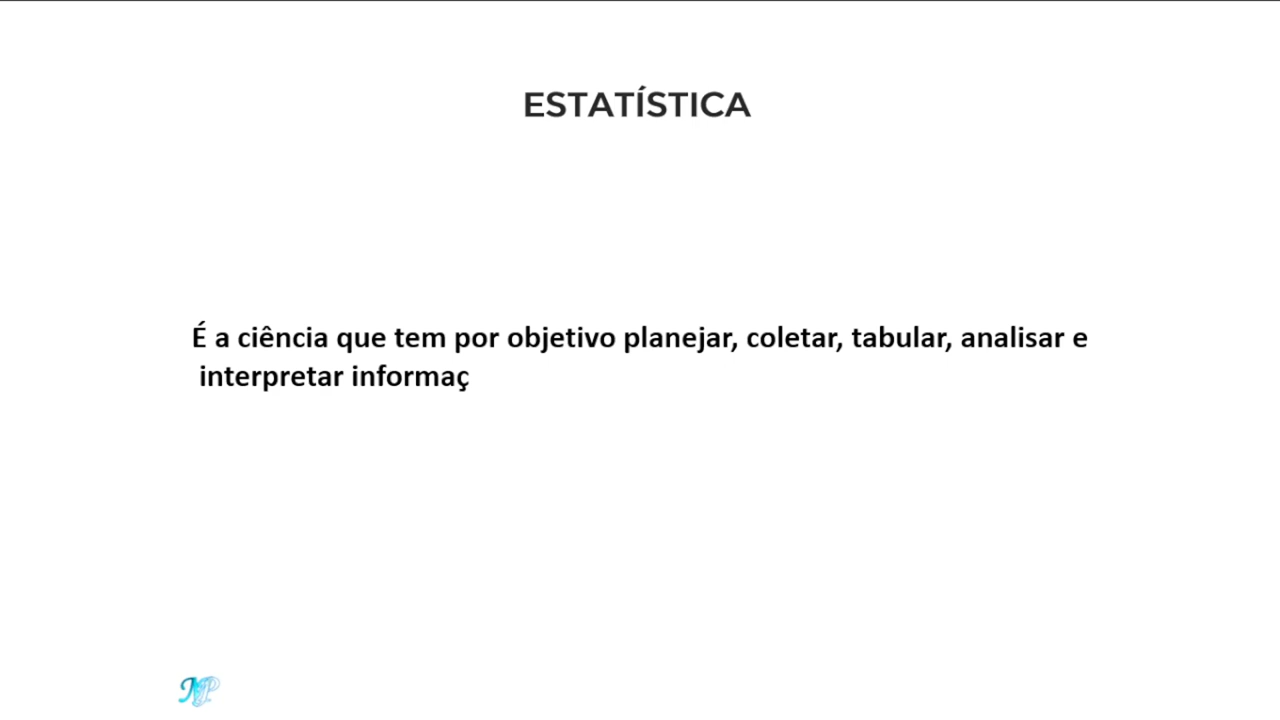 ESTATÍSTICA
É a ciência que tem por objetivo planejar, coletar, tabular, analisar e
interpretar informaç